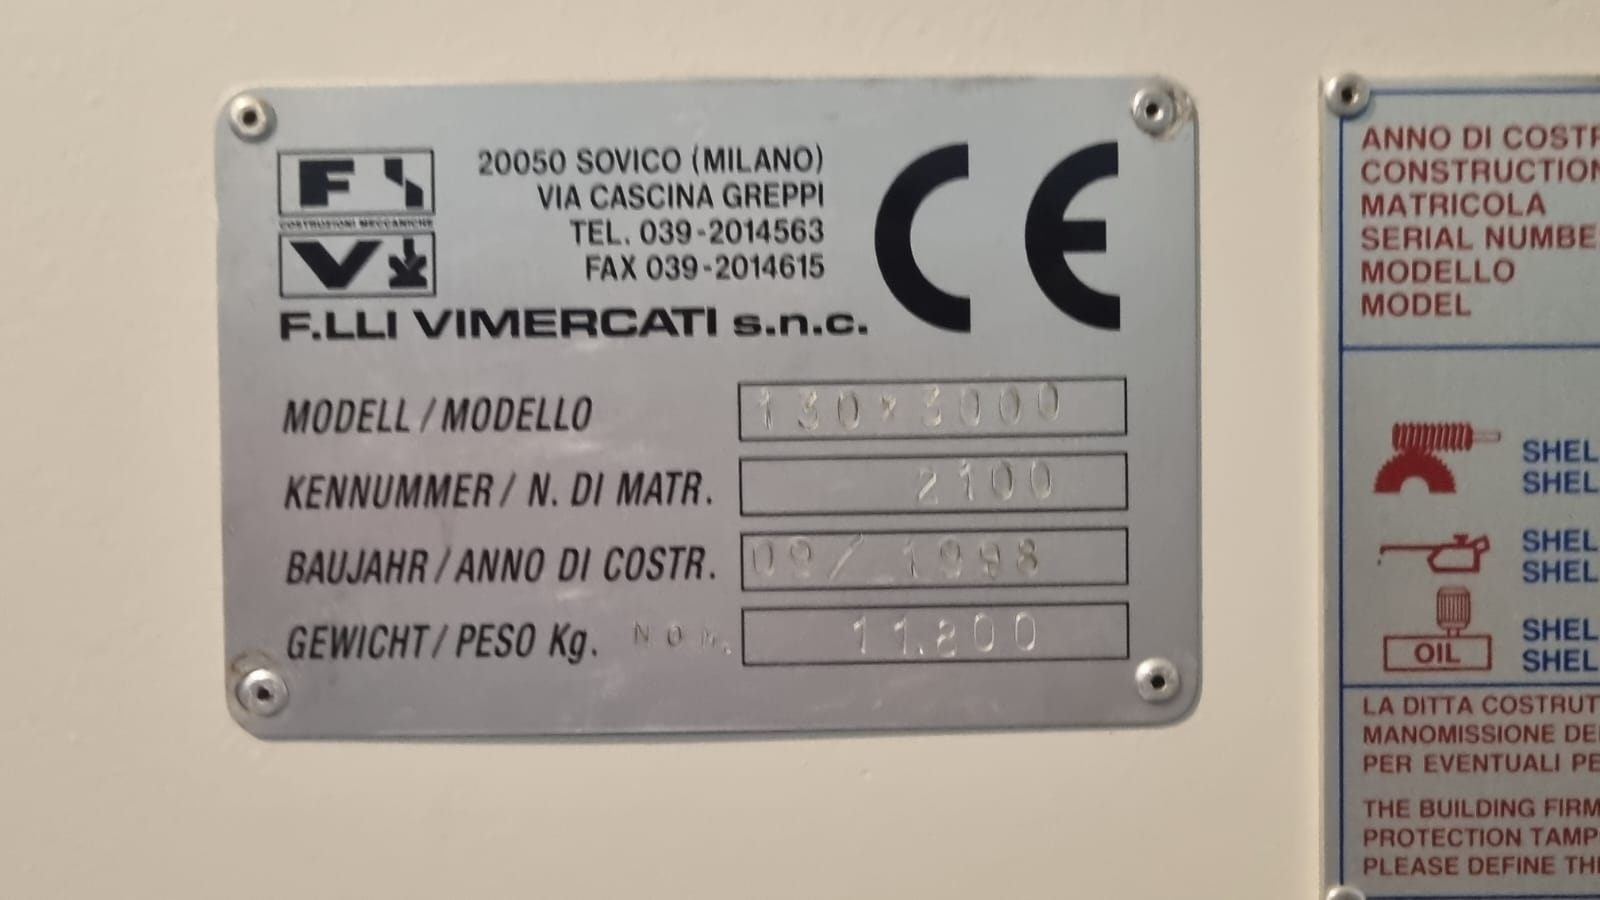 F I
COSTRUZIONI MECCANICHE
V
20050 SOVICO (MILANO)
VIA CASCINA GREPPI
TEL. 039-2014563
FAX 039-2014615
F.LLI VIMERCATI s.n.c.
CE
MODELL / MODELLO 130×3000
KENNUMMER / N. DI MATR. 2100
BAUJAHR / ANNO DI COSTR. 09/1998
GEWICHT / PESO Kg. NOM. 11.800
ANNO DI COSTR
CONSTRUCTION
MATRICOLA
SERIAL NUMBE
MODELLO
MODEL
SHEL
SHEL
SHEL
SHEL
OIL
SHEL
SHEL
LA DITTA COSTRUT
MANOMISSIONE DE
PER EVENTUALI PE
THE BUILDING FIRM
PROTECTION TAMP
PLEASE DEFINE TH